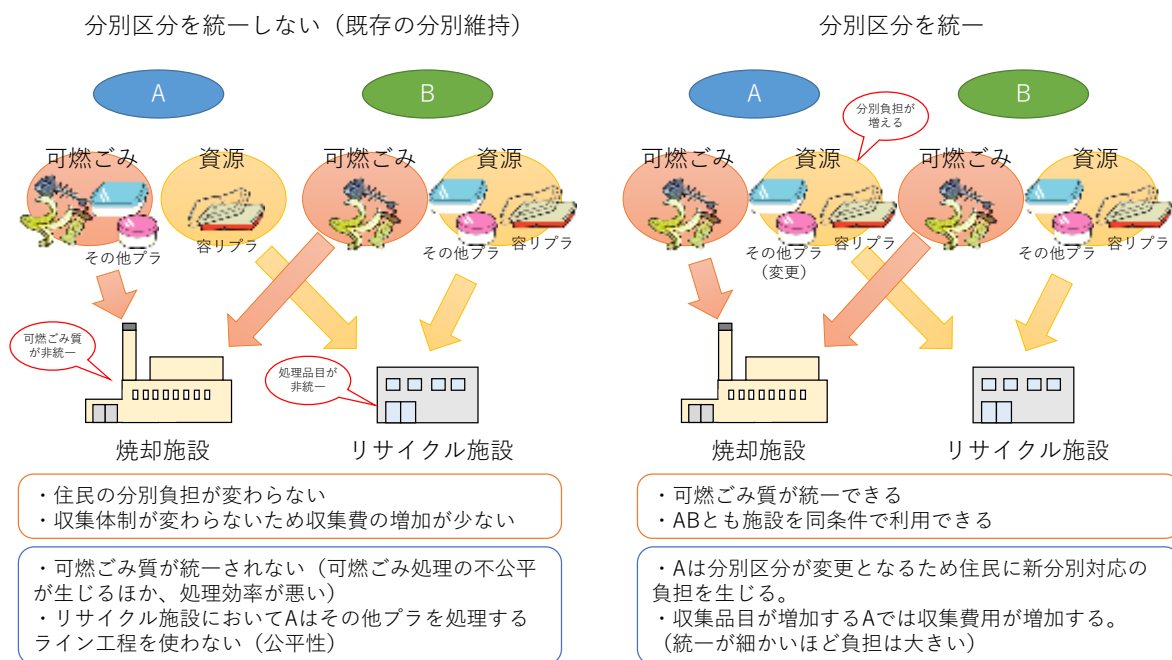 分別区分を統一しない（既存の分別維持）
A
B
可燃ごみ
資源
可燃ごみ
資源
その他プラ
容リプラ
その他プラ
容リプラ
可燃ごみ質
が非統一
処理品目が
非統一
焼却施設
リサイクル施設
・住民の分別負担が変わらない
・収集体制が変わらないため収集費の増加が少ない
・可燃ごみ質が統一されない（可燃ごみ処理の不公平
が生じるほか、処理効率が悪い）
・リサイクル施設においてAはその他プラを処理する
ライン工程を使わない（公平性）
分別区分を統一
A
B
分別負担が
増える
可燃ごみ
資源
可燃ごみ
資源
その他プラ
（変更）
容リプラ
その他プラ
容リプラ
焼却施設
リサイクル施設
・可燃ごみ質が統一できる
・ABとも施設を同条件で利用できる
・Aは分別区分が変更となるため住民に新分別対応の
負担を生じる。
・収集品目が増加するAでは収集費用が増加する。
（統一が細かいほど負担は大きい）